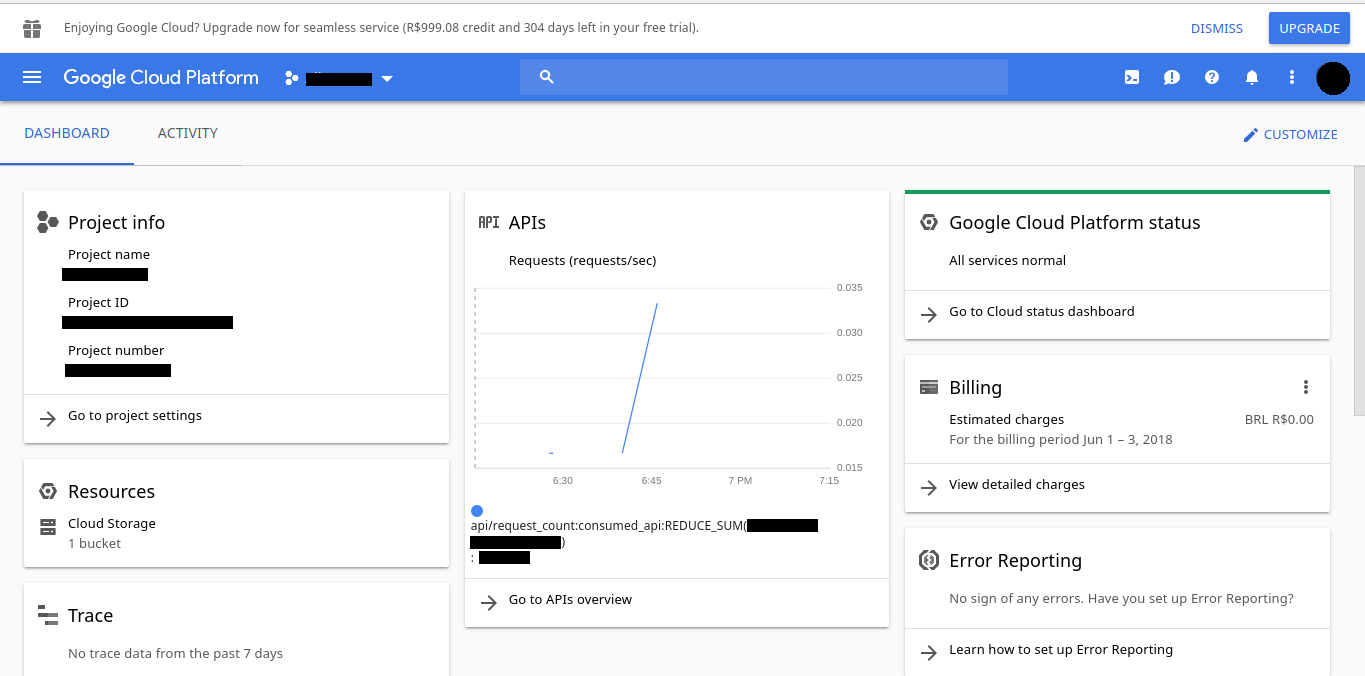 Enjoying Google Cloud? Upgrade now for seamless service (R$999.08 credit and 304 days left in your free trial).
DISMISS
UPGRADE
Google Cloud Platform
DASHBOARD
ACTIVITY
CUSTOMIZE
Project info
Project name
Project ID
Project number
Go to project settings
Resources
Cloud Storage
1 bucket
Trace
No trace data from the past 7 days
API APIs
Requests (requests/sec)
0.035
0.030
0.025
0.020
0.015
6:30 6:45 7 PM 7:15
api/request_count:consumed_api:REDUCE_SUM(
)
:
Go to APIs overview
Google Cloud Platform status
All services normal
Go to Cloud status dashboard
Billing
Estimated charges BRL R$0.00
For the billing period Jun 1 – 3, 2018
View detailed charges
Error Reporting
No sign of any errors. Have you set up Error Reporting?
Learn how to set up Error Reporting